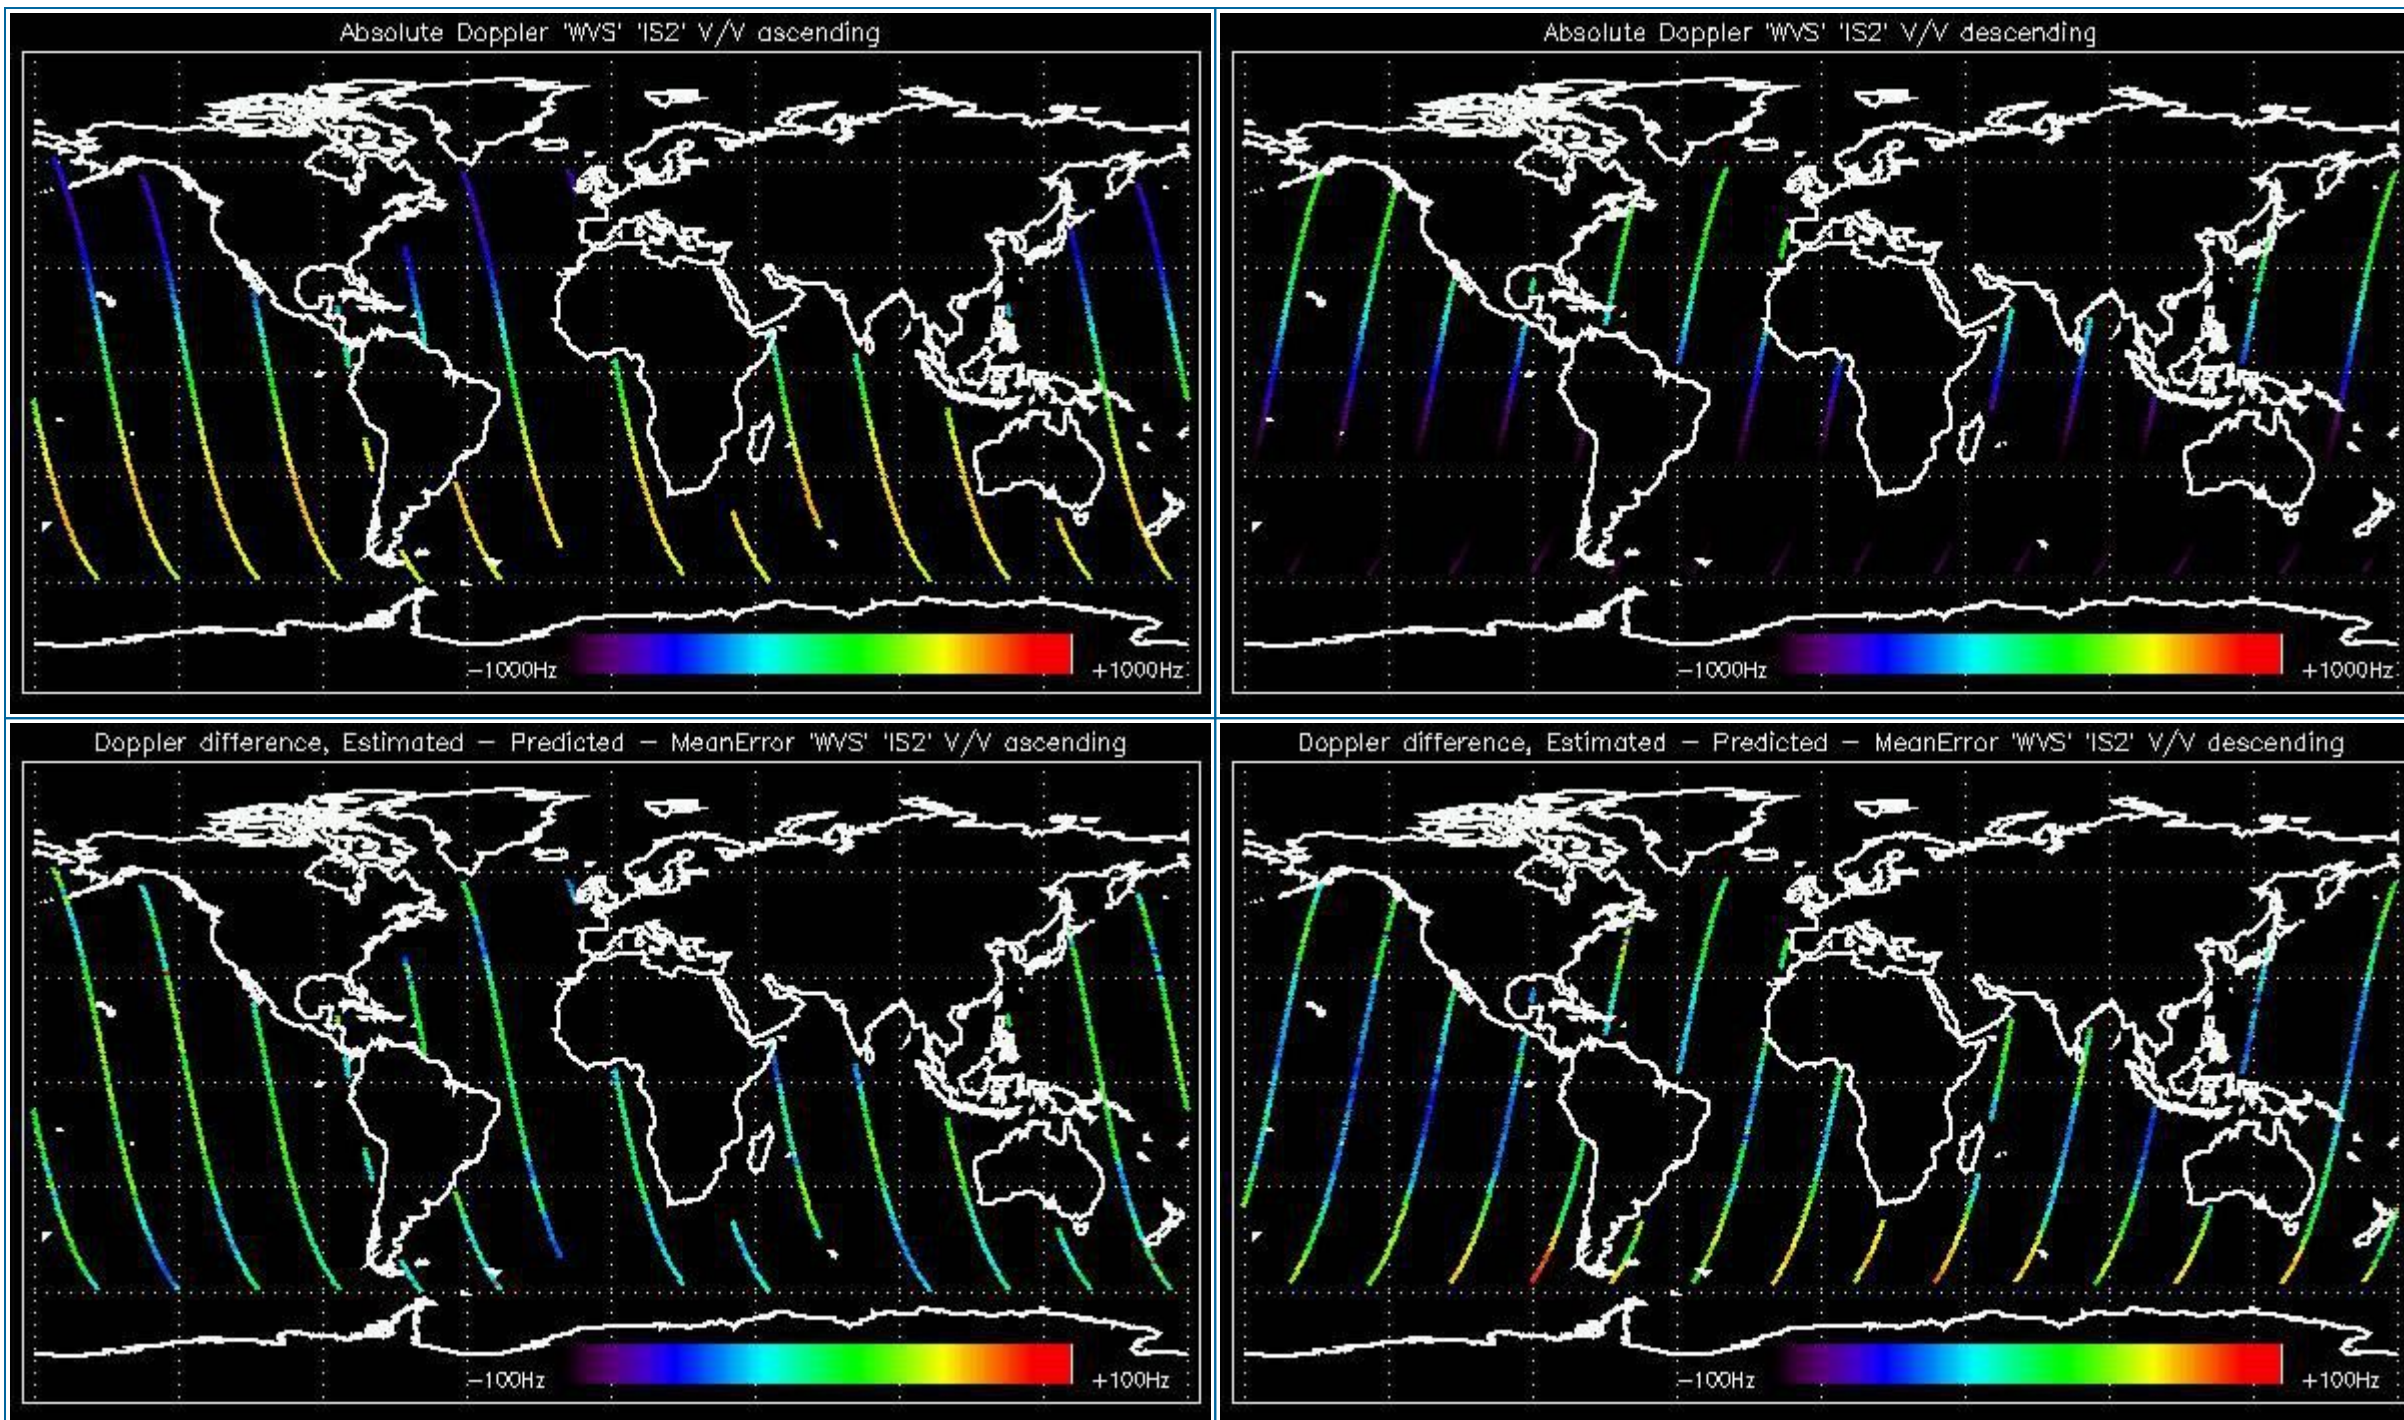 Absolute Doppler 'WVS' 'IS2' V/V ascending
-1000Hz
+1000Hz
Absolute Doppler 'WVS' 'IS2' V/V descending
-1000Hz
+1000Hz
Doppler difference, Estimated - Predicted - MeanError 'WVS' 'IS2' V/V ascending
-100Hz
+100Hz
Doppler difference, Estimated - Predicted - MeanError 'WVS' 'IS2' V/V descending
-100Hz
+100Hz